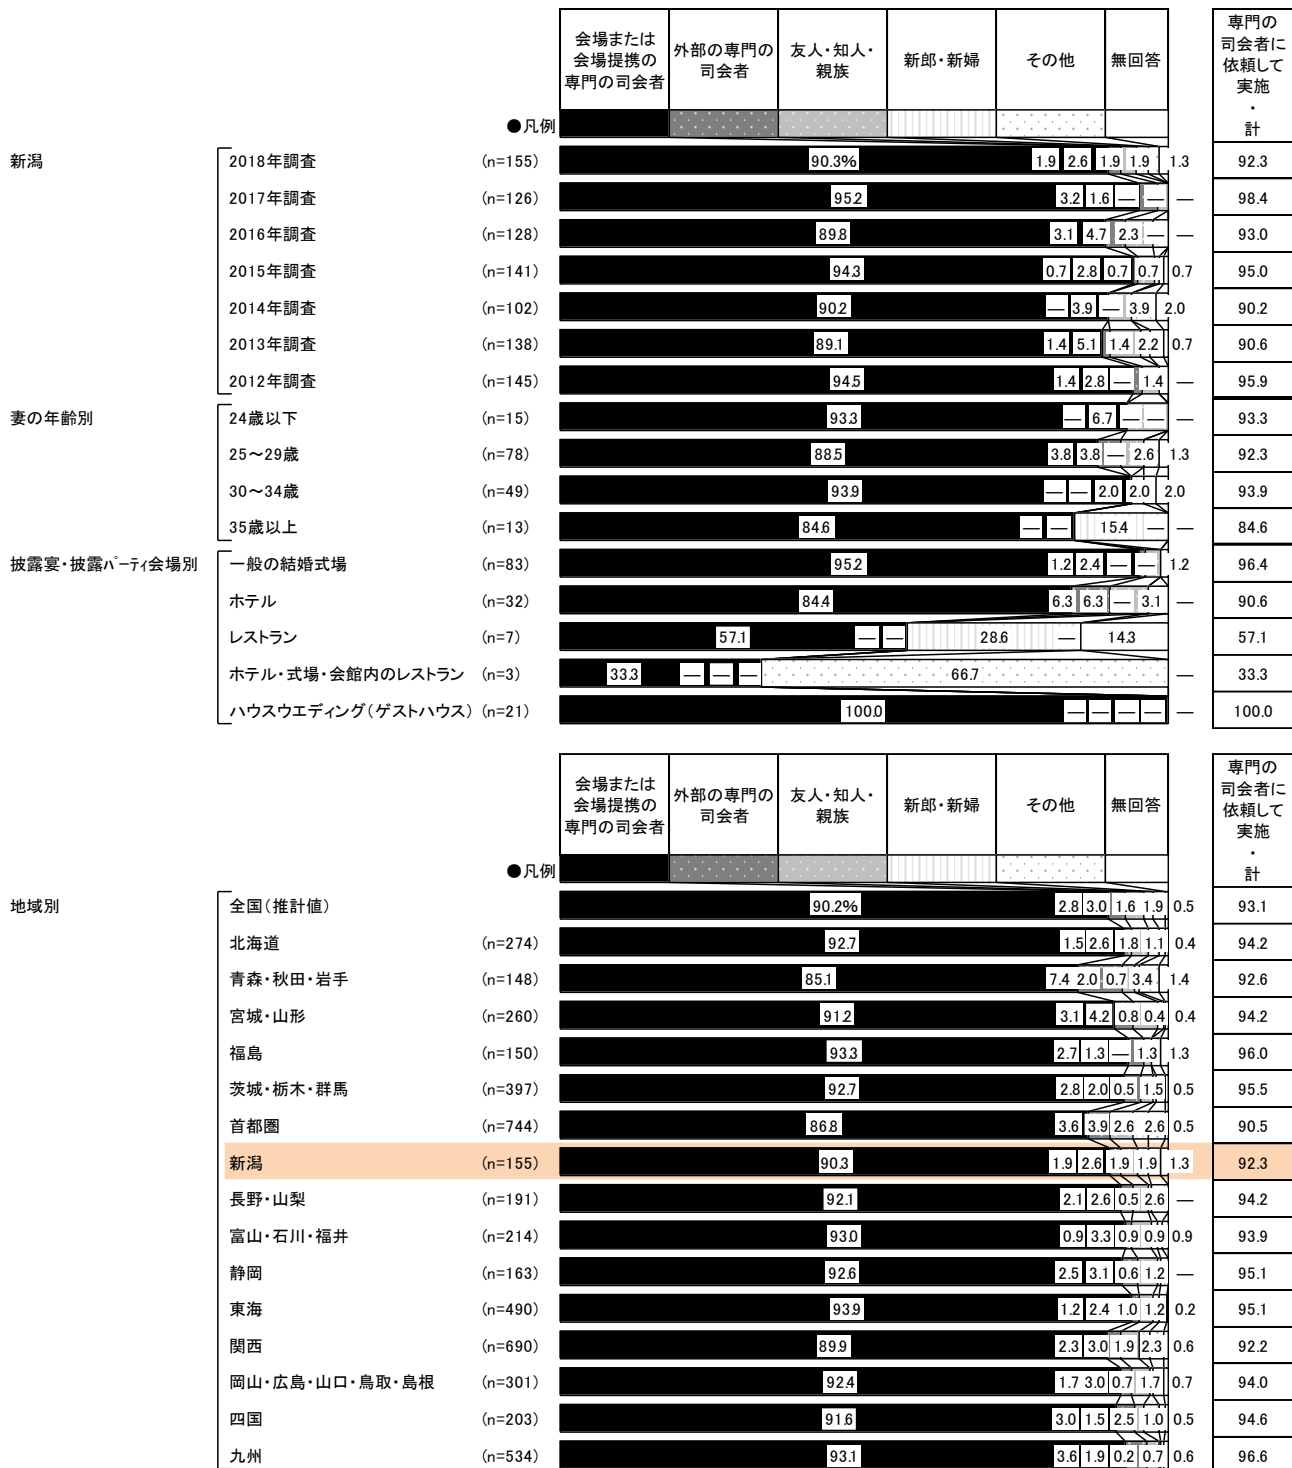 会場または
会場提携の
専門の司会者
外部の専門の
司会者
友人・知人・
親族
新郎・新婦
その他
無回答
専門の
司会者に
依頼して
実施
・
計
●凡例
新潟
2018年調査 (n=155) 90.3% 1.9 2.6 1.9 1.9 1.3 92.3
2017年調査 (n=126) 95.2 3.2 1.6 — — — 98.4
2016年調査 (n=128) 89.8 3.1 4.7 2.3 — — 93.0
2015年調査 (n=141) 94.3 0.7 2.8 0.7 0.7 0.7 95.0
2014年調査 (n=102) 90.2 — 3.9 — 3.9 2.0 90.2
2013年調査 (n=138) 89.1 1.4 5.1 1.4 2.2 0.7 90.6
2012年調査 (n=145) 94.5 1.4 2.8 — 1.4 — 95.9
妻の年齢別
24歳以下 (n=15) 93.3 — 6.7 — — — 93.3
25～29歳 (n=78) 88.5 3.8 3.8 — 2.6 1.3 92.3
30～34歳 (n=49) 93.9 — — 2.0 2.0 2.0 93.9
35歳以上 (n=13) 84.6 — — 15.4 — — 84.6
披露宴・披露パーティ会場別
一般の結婚式場 (n=83) 95.2 1.2 2.4 — — 1.2 96.4
ホテル (n=32) 84.4 6.3 6.3 — 3.1 — 90.6
レストラン (n=7) 57.1 — — 28.6 — 14.3 57.1
ホテル・式場・会館内のレストラン (n=3) 33.3 — — — 66.7 — 33.3
ハウスウエディング(ゲストハウス) (n=21) 100.0 — — — — — 100.0
会場または
会場提携の
専門の司会者
外部の専門の
司会者
友人・知人・
親族
新郎・新婦
その他
無回答
専門の
司会者に
依頼して
実施
・
計
●凡例
地域別
全国(推計値) 90.2% 2.8 3.0 1.6 1.9 0.5 93.1
北海道 (n=274) 92.7 1.5 2.6 1.8 1.1 0.4 94.2
青森・秋田・岩手 (n=148) 85.1 7.4 2.0 0.7 3.4 1.4 92.6
宮城・山形 (n=260) 91.2 3.1 4.2 0.8 0.4 0.4 94.2
福島 (n=150) 93.3 2.7 1.3 — 1.3 1.3 96.0
茨城・栃木・群馬 (n=397) 92.7 2.8 2.0 0.5 1.5 0.5 95.5
首都圏 (n=744) 86.8 3.6 3.9 2.6 2.6 0.5 90.5
新潟 (n=155) 90.3 1.9 2.6 1.9 1.9 1.3 92.3
長野・山梨 (n=191) 92.1 2.1 2.6 0.5 2.6 — 94.2
富山・石川・福井 (n=214) 93.0 0.9 3.3 0.9 0.9 0.9 93.9
静岡 (n=163) 92.6 2.5 3.1 0.6 1.2 — 95.1
東海 (n=490) 93.9 1.2 2.4 1.0 1.2 0.2 95.1
関西 (n=690) 89.9 2.3 3.0 1.9 2.3 0.6 92.2
岡山・広島・山口・鳥取・島根 (n=301) 92.4 1.7 3.0 0.7 1.7 0.7 94.0
四国 (n=203) 91.6 3.0 1.5 2.5 1.0 0.5 94.6
九州 (n=534) 93.1 3.6 1.9 0.2 0.7 0.6 96.6